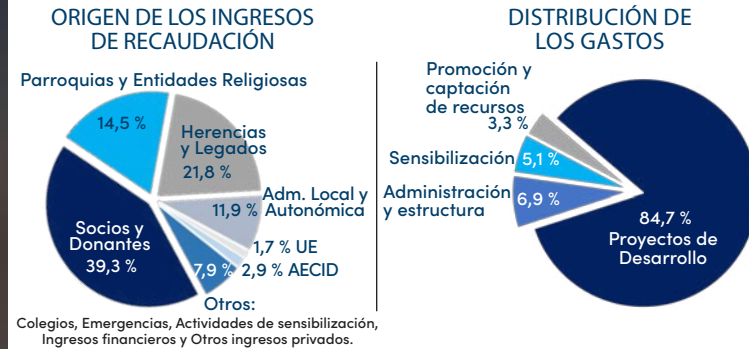 ORIGEN DE LOS INGRESOS
DE RECAUDACIÓN
Parroquias y Entidades Religiosas
14,5 %
Herencias
y Legados
21,8 %
Adm. Local y
Autonómica
11,9 %
1,7 % UE
2,9 % AECID
7,9 %
Socios y
Donantes
39,3 %
Otros:
Colegios, Emergencias, Actividades de sensibilización,
Ingresos financieros y Otros ingresos privados.
DISTRIBUCIÓN DE
LOS GASTOS
Promoción y
captación
de recursos
3,3 %
Sensibilización
5,1 %
Administración
y estructura
6,9 %
84,7 %
Proyectos de
Desarrollo